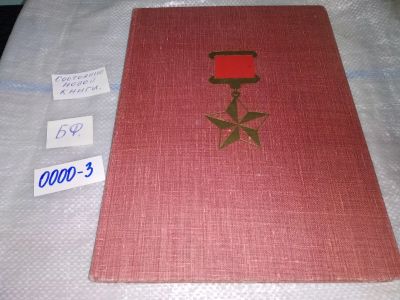 Состояние
новой
книги.
БФ.
0000-3